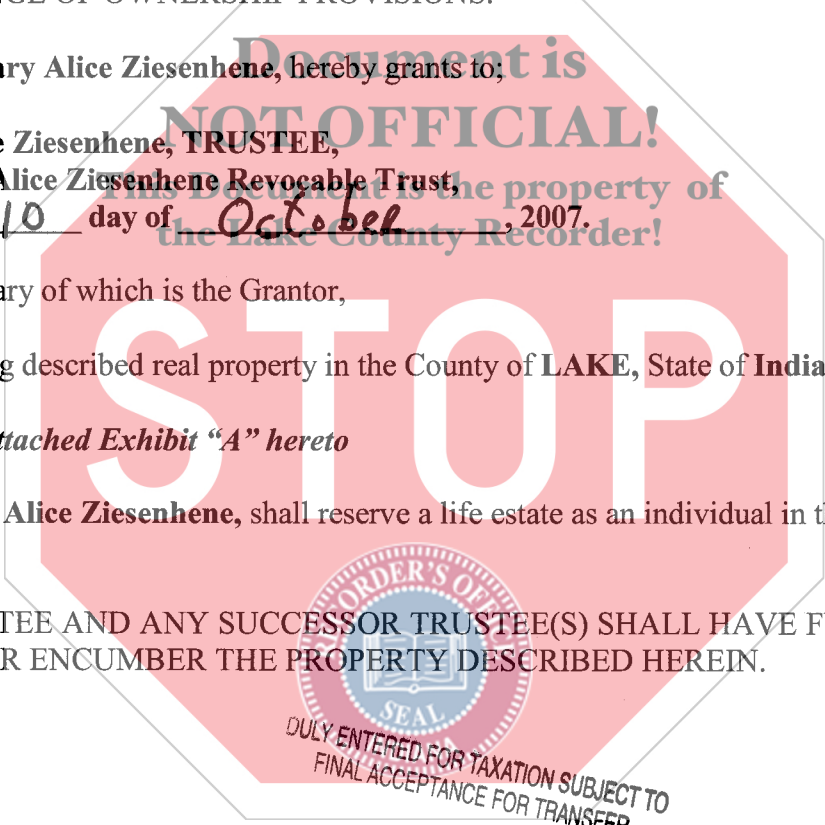 NGE OF OWNERSHIP PROVISIONS.
ary Alice Ziesenhene, hereby grants to;
Document is
NOT OFFICIAL!
e Ziesenhene, TRUSTEE,
Alice Ziesenhene Revocable Trust,
This Document is the property of
10 day of October, 2007.
the Lake County Recorder!
ary of which is the Grantor,
STOP
g described real property in the County of LAKE, State of India
ttached Exhibit “A” hereto
Alice Ziesenhene, shall reserve a life estate as an individual in t
RECORDER'S OF
TEE AND ANY SUCCESSOR TRUSTEE(S) SHALL HAVE F
R ENCUMBER THE PROPERTY DESCRIBED HEREIN.
SEAL
DULY ENTERED FOR TAXATION SUBJECT TO
FINAL ACCEPTANCE FOR TRANSFER